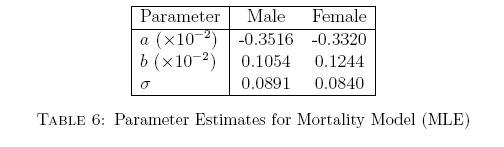 Parameter Male Female
a (×10⁻²) -0.3516 -0.3320
b (×10⁻²) 0.1054 0.1244
σ 0.0891 0.0840
TABLE 6: Parameter Estimates for Mortality Model (MLE)